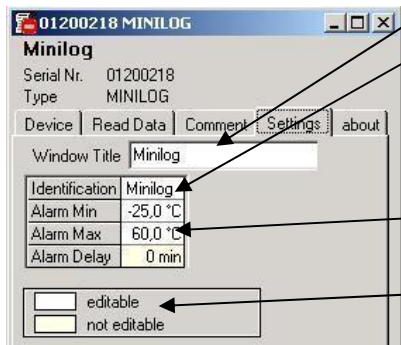 01200218 MINILOG
Minilog
Serial Nr. 01200218
Type MINILOG
Device Read Data Comment Settings about
Window Title Minilog
Identification Minilog
Alarm Min -25,0 °C
Alarm Max 60,0 °C
Alarm Delay 0 min
editable
not editable